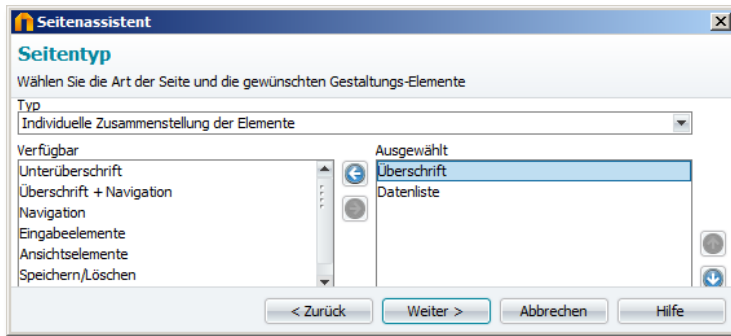 Seitenassistent
Seitentyp
Wählen Sie die Art der Seite und die gewünschten Gestaltungs-Elemente
Typ
Individuelle Zusammenstellung der Elemente
Verfügbar
Unterüberschrift
Überschrift + Navigation
Navigation
Eingabeelemente
Ansichtselemente
Speichern/Löschen
Ausgewählt
Überschrift
Datenliste
< Zurück
Weiter >
Abbrechen
Hilfe